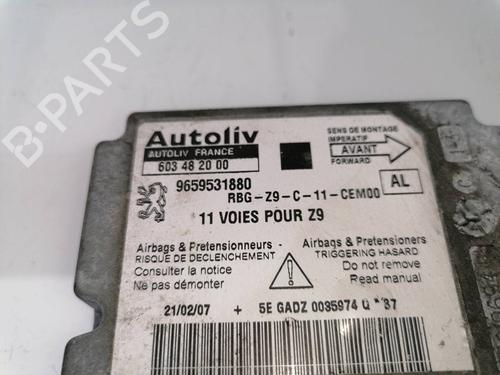 B-PARTS
Autoliv
AUTOLIV FRANCE
603 48 20 00
SENS DE MONTAGE
IMPERATIF
AVANT
FORWARD
9659531880
RBG-Z9-C-11-CEM00
AL
11 VOIES POUR Z9
Airbags & Pretensionneurs
RISQUE DE DECLENCHEMENT
Consulter la notice
Ne pas démonter
Airbags & Pretensioners
TRIGGERING HASARD
Do not remove
Read manual
21/02/07 + 5E GADZ 0035974 U *37